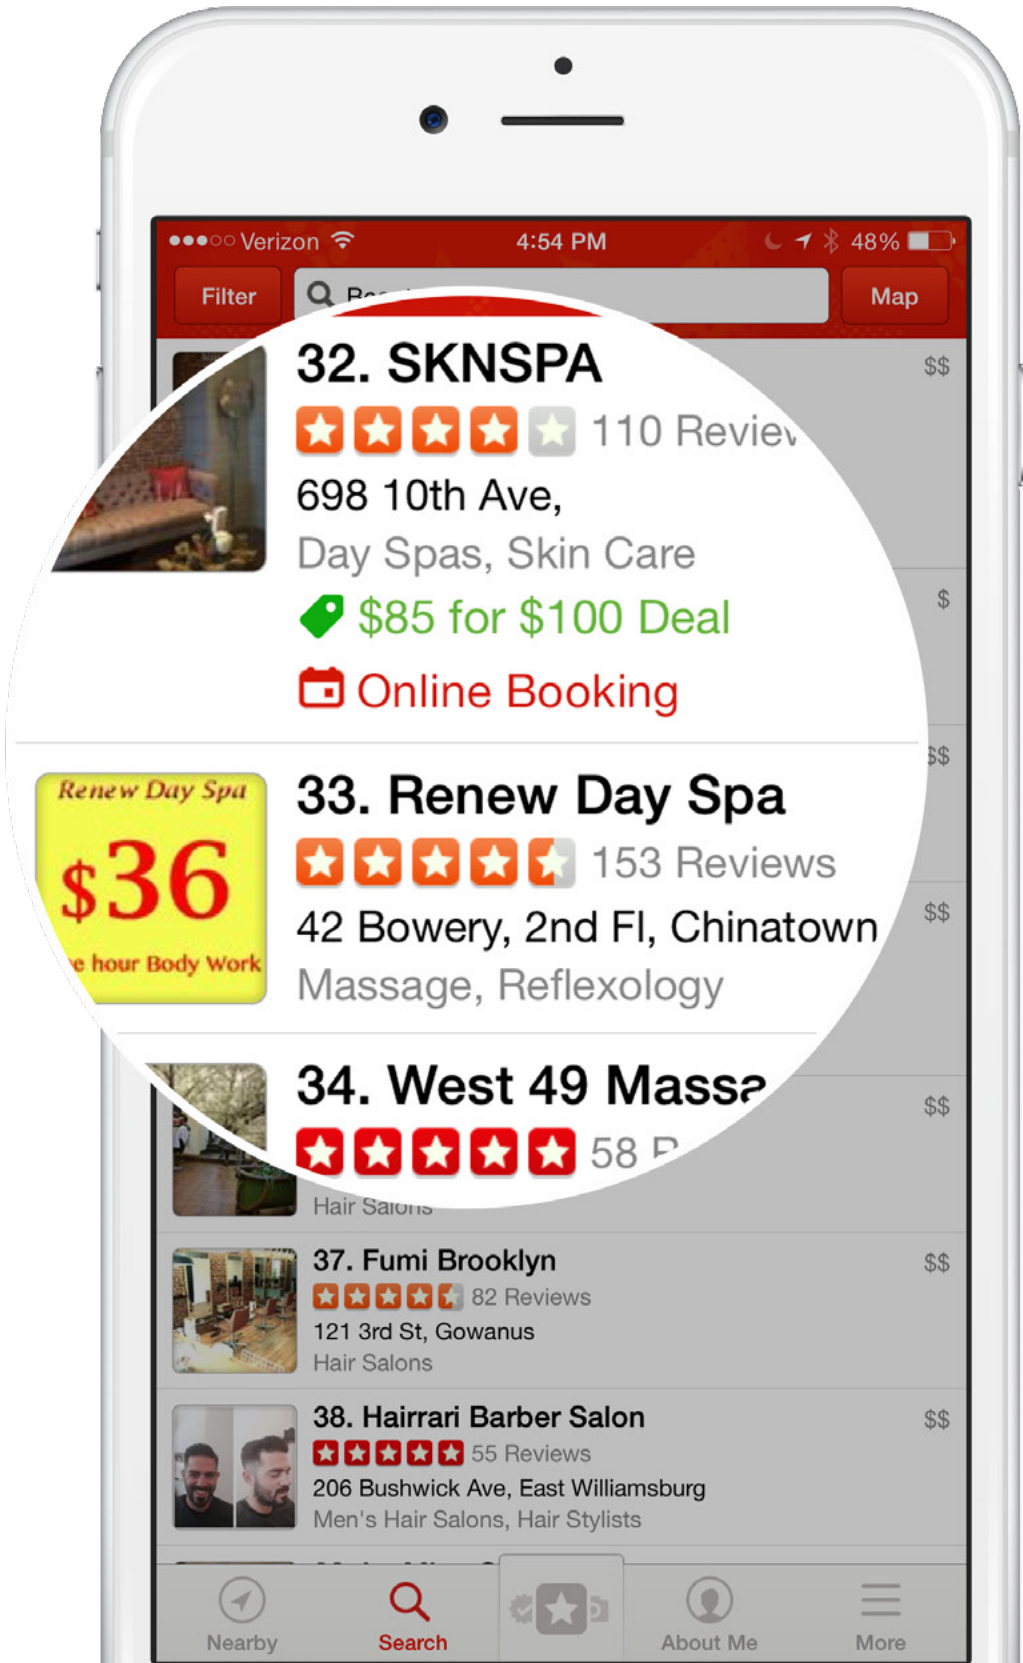 Verizon 4:54 PM 48%
Filter
Map
32. SKNSPA
$$
110
698 10th Ave,
Day Spas, Skin Care
$85 for $100 Deal
$
Online Booking
$$
Renew Day Spa
$36
hour Body Work
33. Renew Day Spa
153 Reviews
42 Bowery, 2nd Fl, Chinatown
$$
Massage, Reflexology
34. West 49
$$
58
Hair Salons
37. Fumi Brooklyn
$$
82 Reviews
121 3rd St, Gowanus
Hair Salons
38. Hairrari Barber Salon
$$
55 Reviews
206 Bushwick Ave, East Williamsburg
Men's Hair Salons, Hair Stylists
Nearby
Search
About Me
More